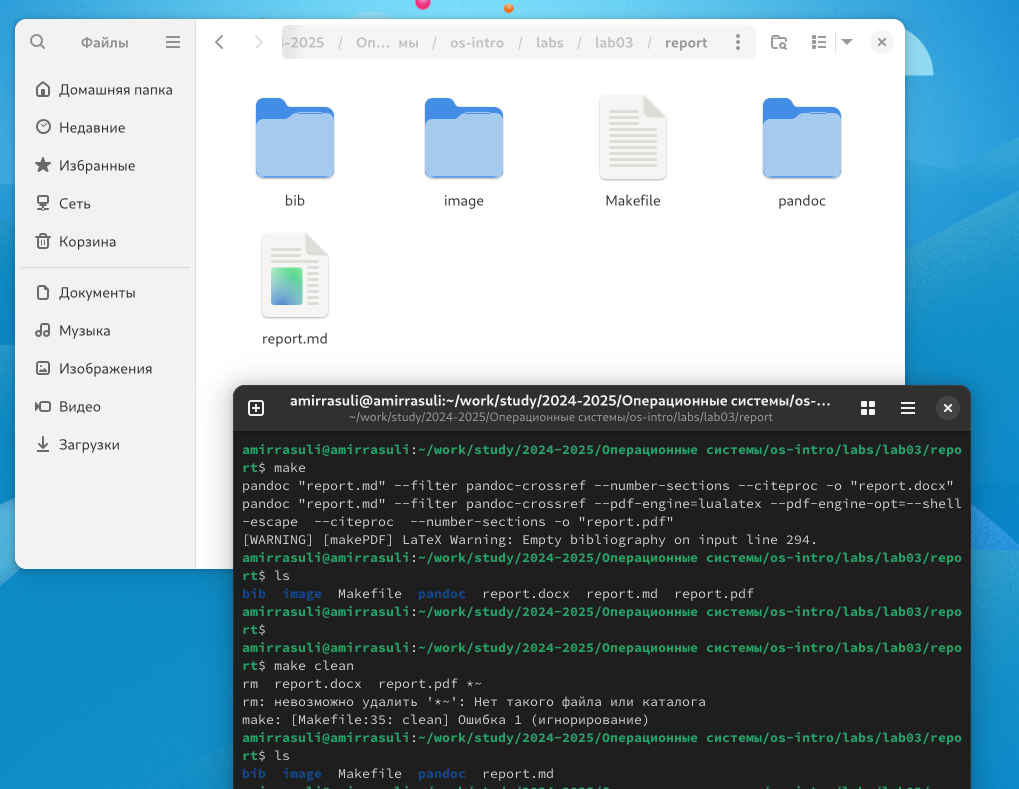 Файлы
-2025 / Оп... мы / os-intro / labs / lab03 / report
Домашняя папка
Недавние
Избранные
Сеть
Корзина
Документы
Музыка
Изображения
Видео
Загрузки
bib
image
Makefile
pandoc
report.md
amirrasuli@amirrasuli:~/work/study/2024-2025/Операционные системы/os-...
~/work/study/2024-2025/Операционные системы/os-intro/labs/lab03/report
amirrasuli@amirrasuli:~/work/study/2024-2025/Операционные системы/os-intro/labs/lab03/repo
rt$ make
pandoc "report.md" --filter pandoc-crossref --number-sections --citeproc -o "report.docx"
pandoc "report.md" --filter pandoc-crossref --pdf-engine=lualatex --pdf-engine-opt=--shell
-escape  --citeproc  --number-sections -o "report.pdf"
[WARNING] [makePDF] LaTeX Warning: Empty bibliography on input line 294.
amirrasuli@amirrasuli:~/work/study/2024-2025/Операционные системы/os-intro/labs/lab03/repo
rt$ ls
bib  image  Makefile  pandoc  report.docx  report.md  report.pdf
amirrasuli@amirrasuli:~/work/study/2024-2025/Операционные системы/os-intro/labs/lab03/repo
rt$
amirrasuli@amirrasuli:~/work/study/2024-2025/Операционные системы/os-intro/labs/lab03/repo
rt$ make clean
rm  report.docx  report.pdf *~
rm: невозможно удалить '*~': Нет такого файла или каталога
make: [Makefile:35: clean] Ошибка 1 (игнорирование)
amirrasuli@amirrasuli:~/work/study/2024-2025/Операционные системы/os-intro/labs/lab03/repo
rt$ ls
bib  image  Makefile  pandoc  report.md